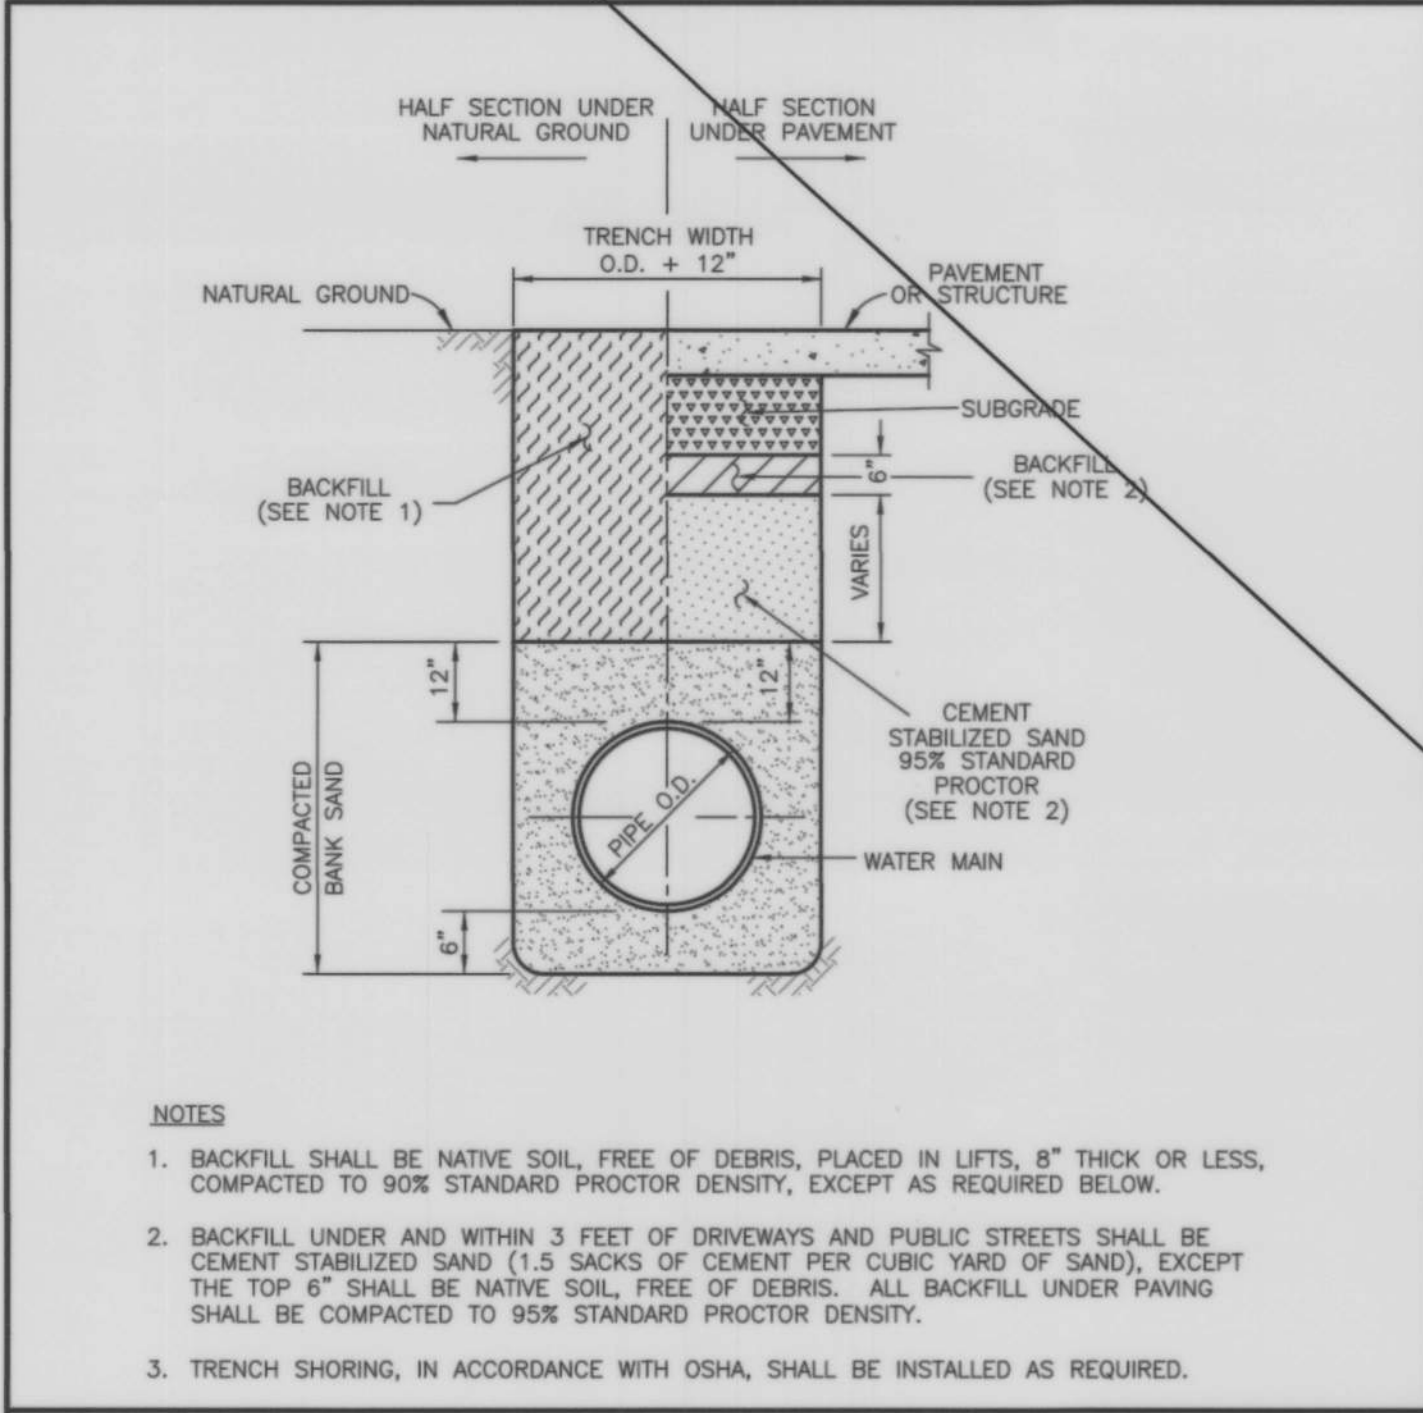 HALF SECTION UNDER
NATURAL GROUND
HALF SECTION
UNDER PAVEMENT
TRENCH WIDTH
O.D. + 12"
NATURAL GROUND
PAVEMENT
OR STRUCTURE
SUBGRADE
BACKFILL
(SEE NOTE 1)
6"
BACKFILL
(SEE NOTE 2)
VARIES
12"
12"
CEMENT
STABILIZED SAND
95% STANDARD
PROCTOR
(SEE NOTE 2)
COMPACTED
BANK SAND
PIPE O.D.
WATER MAIN
6"
NOTES
1. BACKFILL SHALL BE NATIVE SOIL, FREE OF DEBRIS, PLACED IN LIFTS, 8" THICK OR LESS,
COMPACTED TO 90% STANDARD PROCTOR DENSITY, EXCEPT AS REQUIRED BELOW.
2. BACKFILL UNDER AND WITHIN 3 FEET OF DRIVEWAYS AND PUBLIC STREETS SHALL BE
CEMENT STABILIZED SAND (1.5 SACKS OF CEMENT PER CUBIC YARD OF SAND), EXCEPT
THE TOP 6" SHALL BE NATIVE SOIL, FREE OF DEBRIS. ALL BACKFILL UNDER PAVING
SHALL BE COMPACTED TO 95% STANDARD PROCTOR DENSITY.
3. TRENCH SHORING, IN ACCORDANCE WITH OSHA, SHALL BE INSTALLED AS REQUIRED.